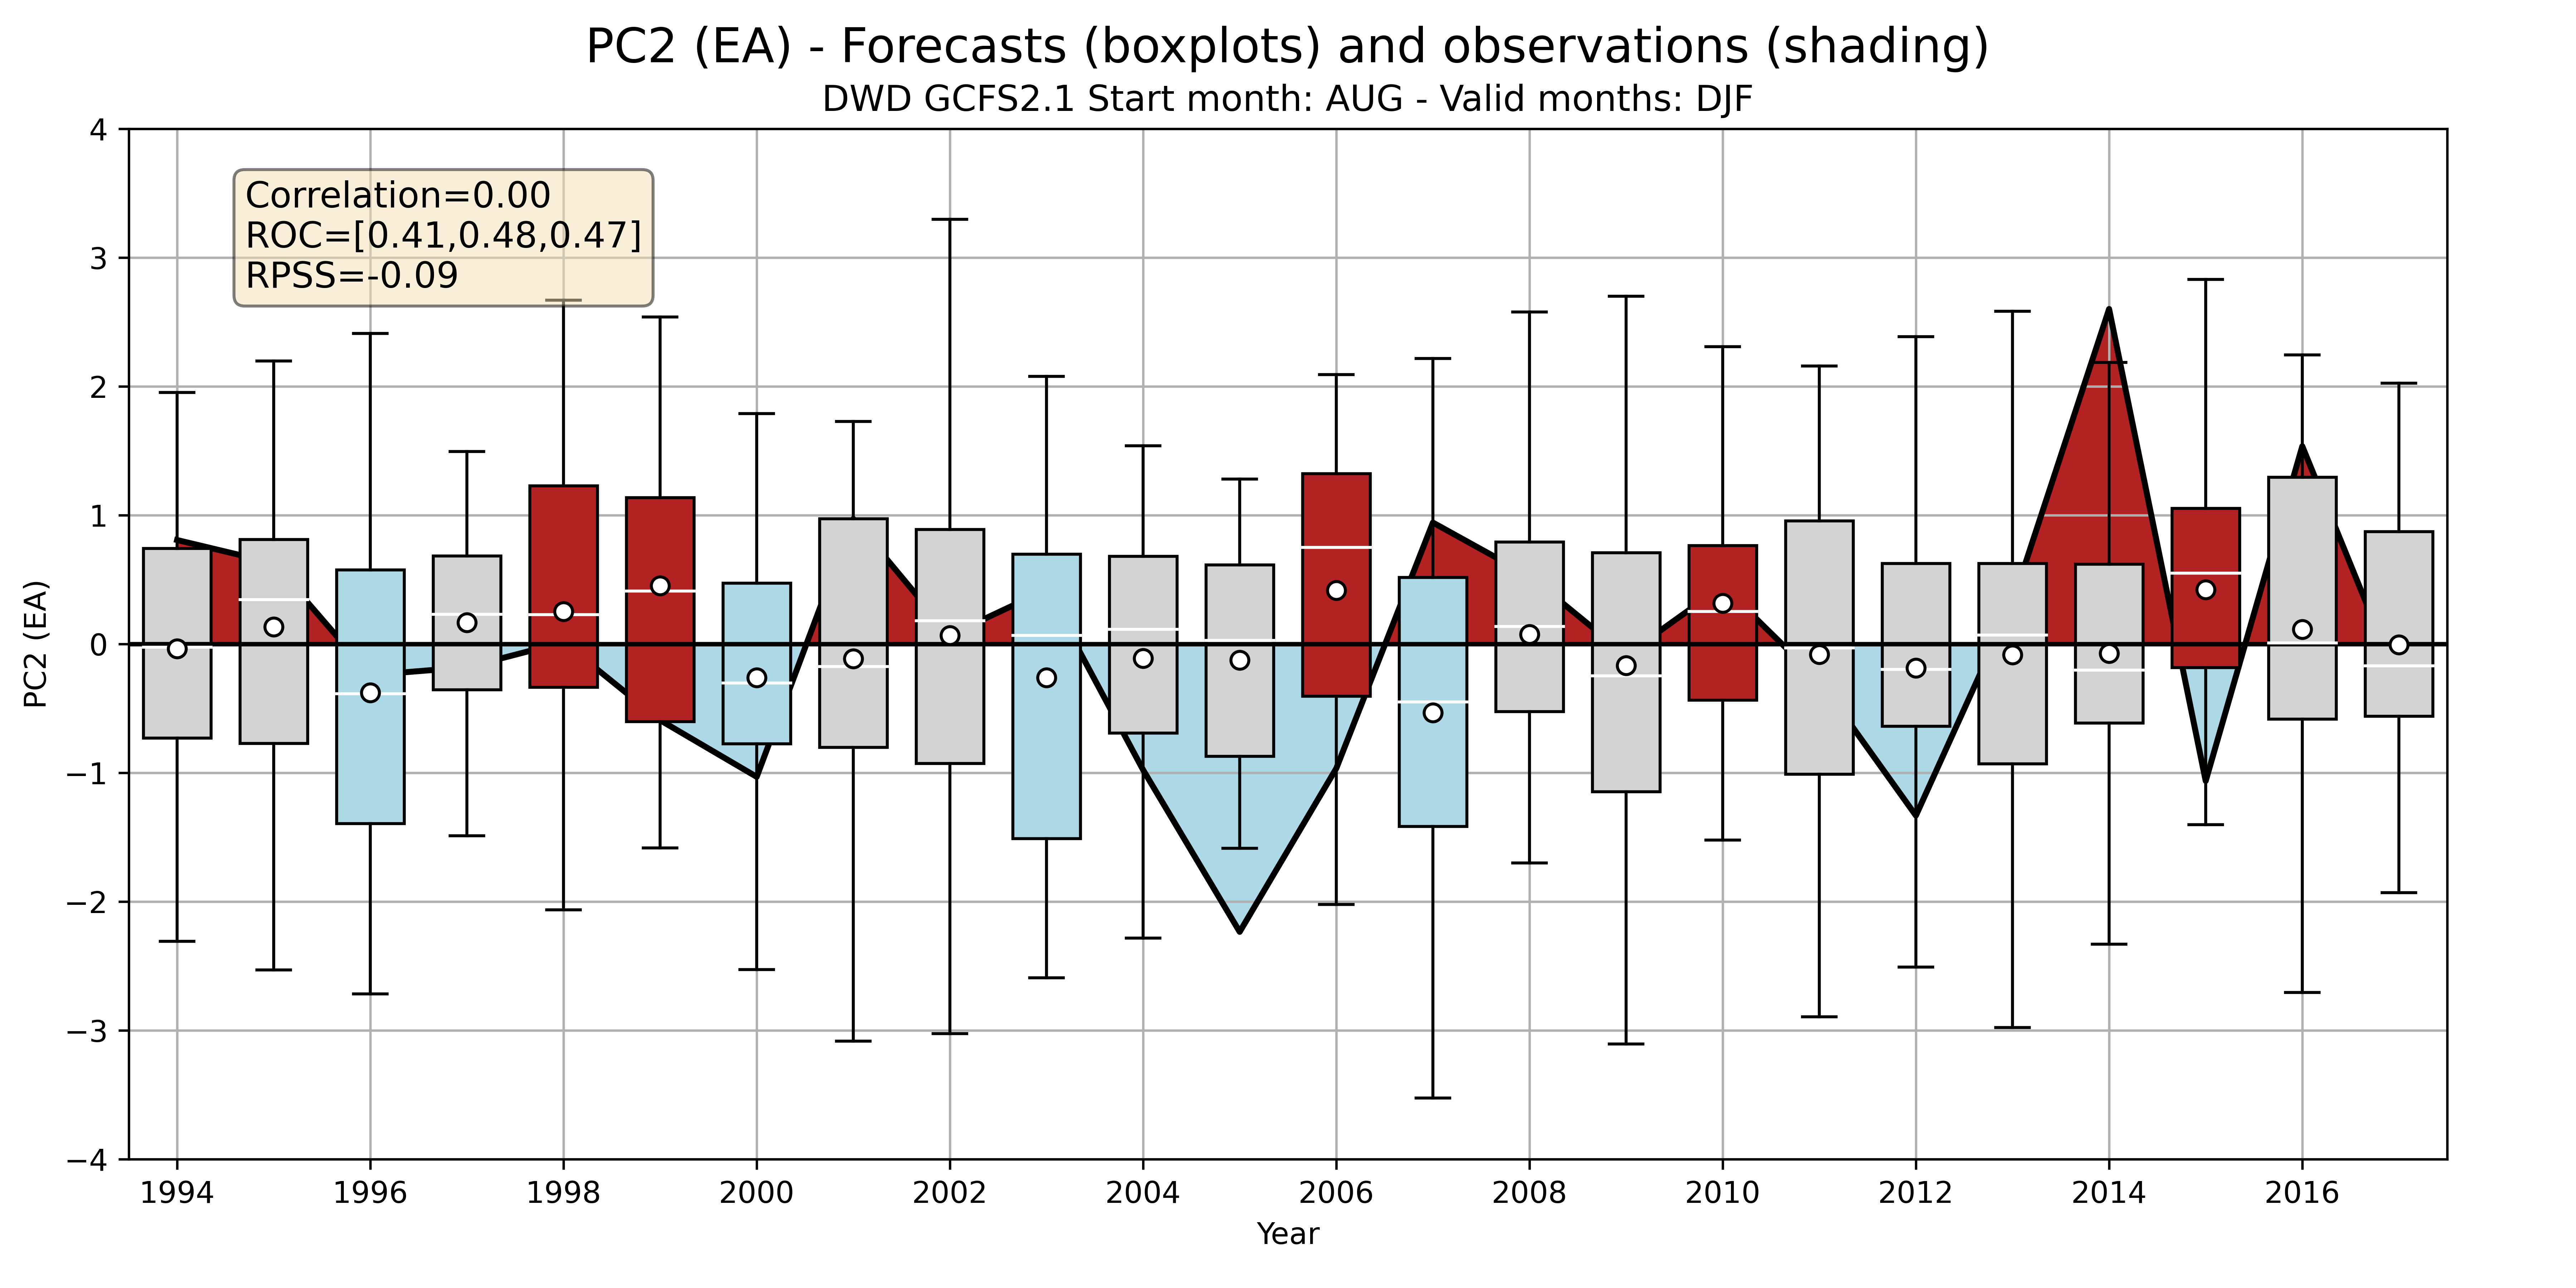 PC2 (EA) - Forecasts (boxplots) and observations (shading)
DWD GCFS2.1 Start month: AUG - Valid months: DJF
Correlation=0.00
ROC=[0.41,0.48,0.47]
RPSS=-0.09
4
3
2
1
0
−1
−2
−3
−4
PC2 (EA)
1994 1996 1998 2000 2002 2004 2006 2008 2010 2012 2014 2016
Year